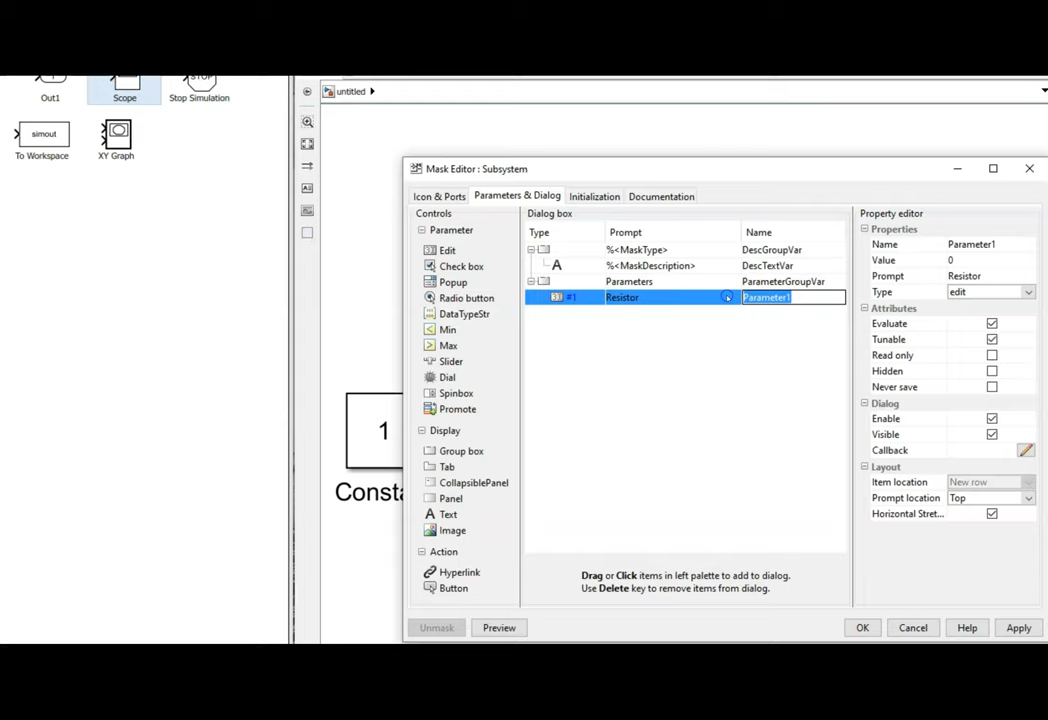 Out1
Scope
STOP
Stop Simulation
simout
To Workspace
XY Graph
untitled
1
Consta
Mask Editor : Subsystem
Icon & Ports
Parameters & Dialog
Initialization
Documentation
Controls
Parameter
Edit
Check box
Popup
Radio button
DataTypeStr
Min
Max
Slider
Dial
Spinbox
Promote
Display
Group box
Tab
CollapsiblePanel
Panel
Text
Image
Action
Hyperlink
Button
Dialog box
Type Prompt Name
%<MaskType> DescGroupVar
A %<MaskDescription> DescTextVar
Parameters ParameterGroupVar
#1 Resistor Parameter1
Drag or Click items in left palette to add to dialog.
Use Delete key to remove items from dialog.
Property editor
Properties
Name Parameter1
Value 0
Prompt Resistor
Type edit
Attributes
Evaluate
Tunable
Read only
Hidden
Never save
Dialog
Enable
Visible
Callback
Layout
Item location New row
Prompt location Top
Horizontal Stret...
Unmask
Preview
OK
Cancel
Help
Apply